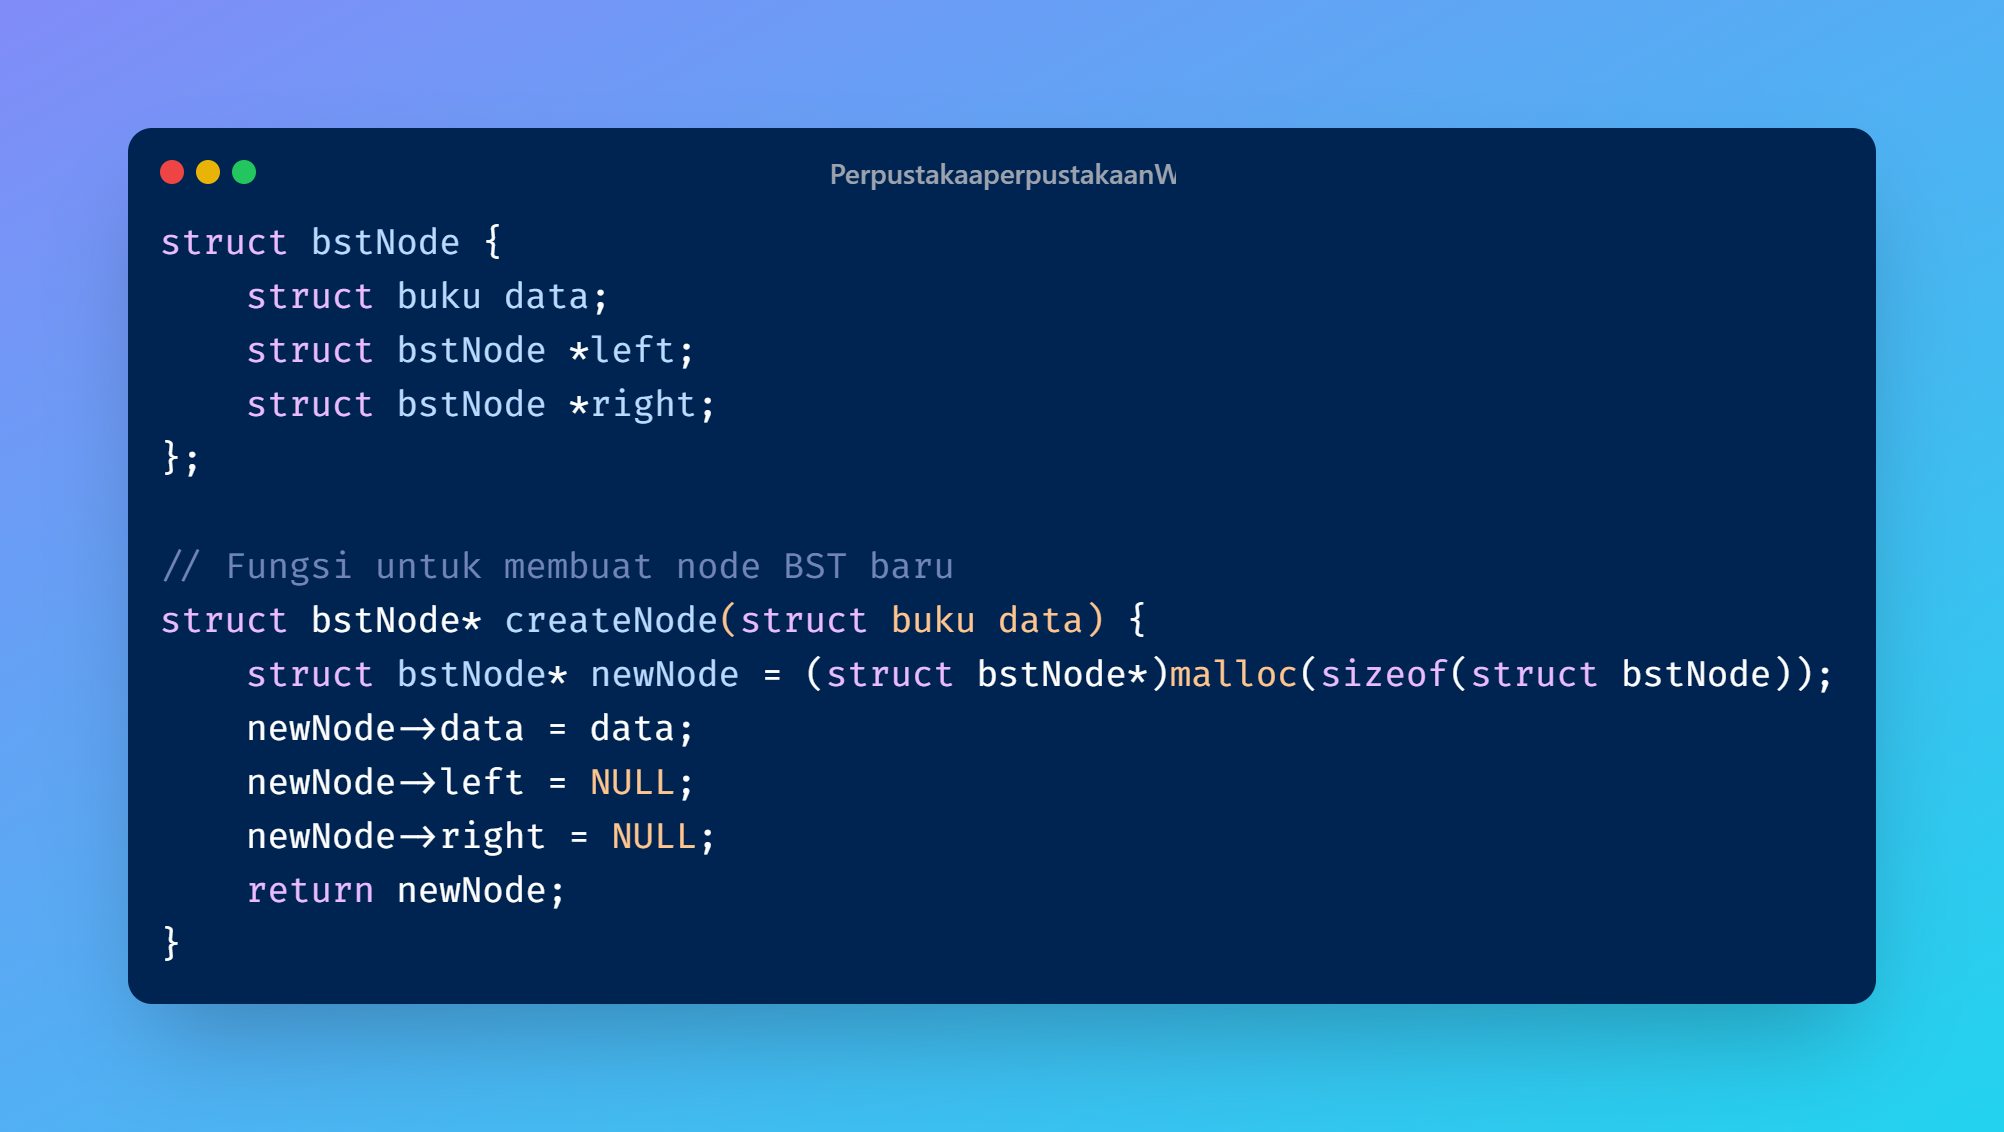 PerpustakaaperpustakaanW
struct bstNode {
    struct buku data;
    struct bstNode *left;
    struct bstNode *right;
};

// Fungsi untuk membuat node BST baru
struct bstNode* createNode(struct buku data) {
    struct bstNode* newNode = (struct bstNode*)malloc(sizeof(struct bstNode));
    newNode->data = data;
    newNode->left = NULL;
    newNode->right = NULL;
    return newNode;
}